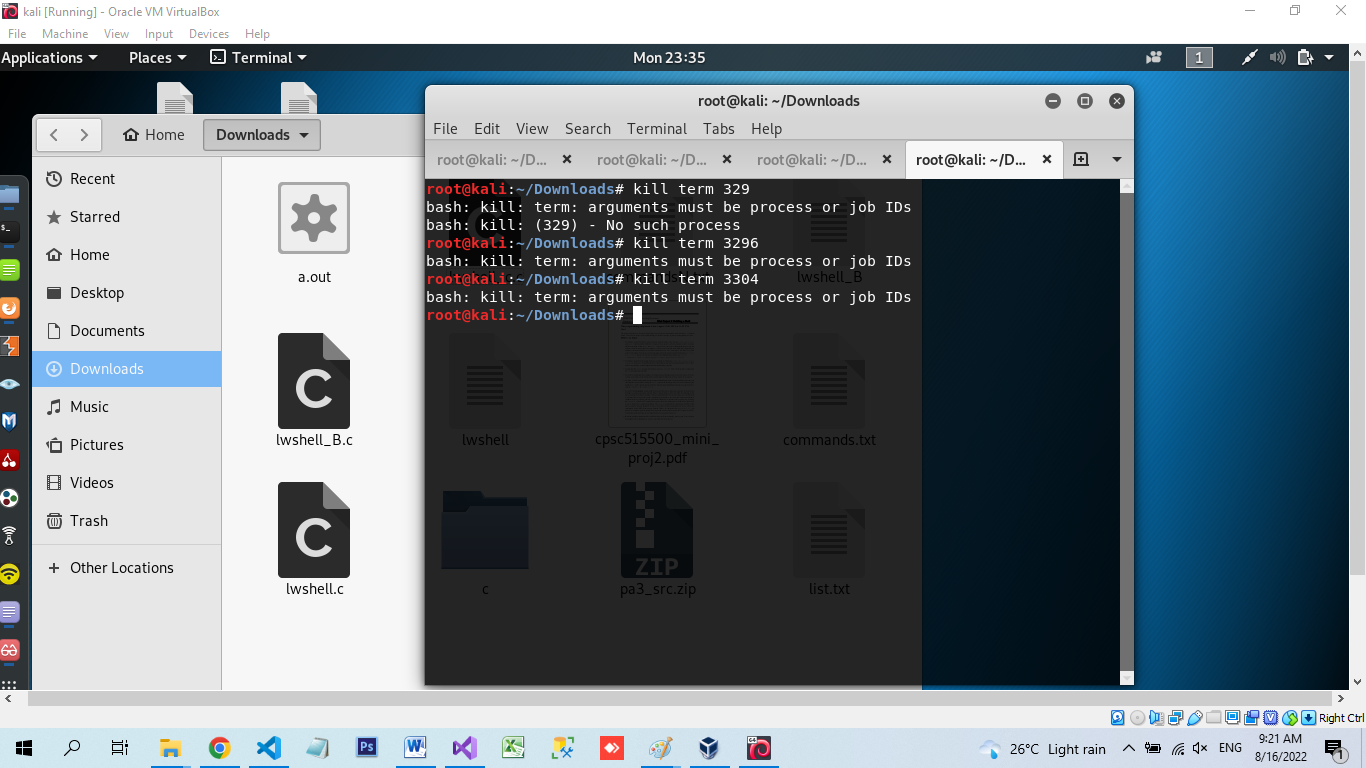 kali [Running] - Oracle VM VirtualBox
File Machine View Input Devices Help
Applications Places Terminal Mon 23:35 1
root@kali: ~/Downloads
Home Downloads
File Edit View Search Terminal Tabs Help
root@kali: ~/D... root@kali: ~/D... root@kali: ~/D... root@kali: ~/D...
Recent
Starred
Home
Desktop
Documents
Downloads
Music
Pictures
Videos
Trash
Other Locations
a.out
C
lwshell_B.c
C
lwshell.c
root@kali:~/Downloads# kill term 329
bash: kill: term: arguments must be process or job IDs
bash: kill: (329) - No such process
root@kali:~/Downloads# kill term 3296
bash: kill: term: arguments must be process or job IDs
root@kali:~/Downloads# kill term 3304
bash: kill: term: arguments must be process or job IDs
root@kali:~/Downloads#
lwshell_B
lwshell
cpsc515500_mini_
proj2.pdf
commands.txt
c
ZIP
pa3_src.zip
list.txt
Right Ctrl
Ps
26°C Light rain
ENG
9:21 AM
8/16/2022
1